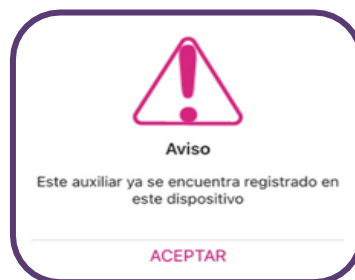 Aviso
Este auxiliar ya se encuentra registrado en
este dispositivo
ACEPTAR